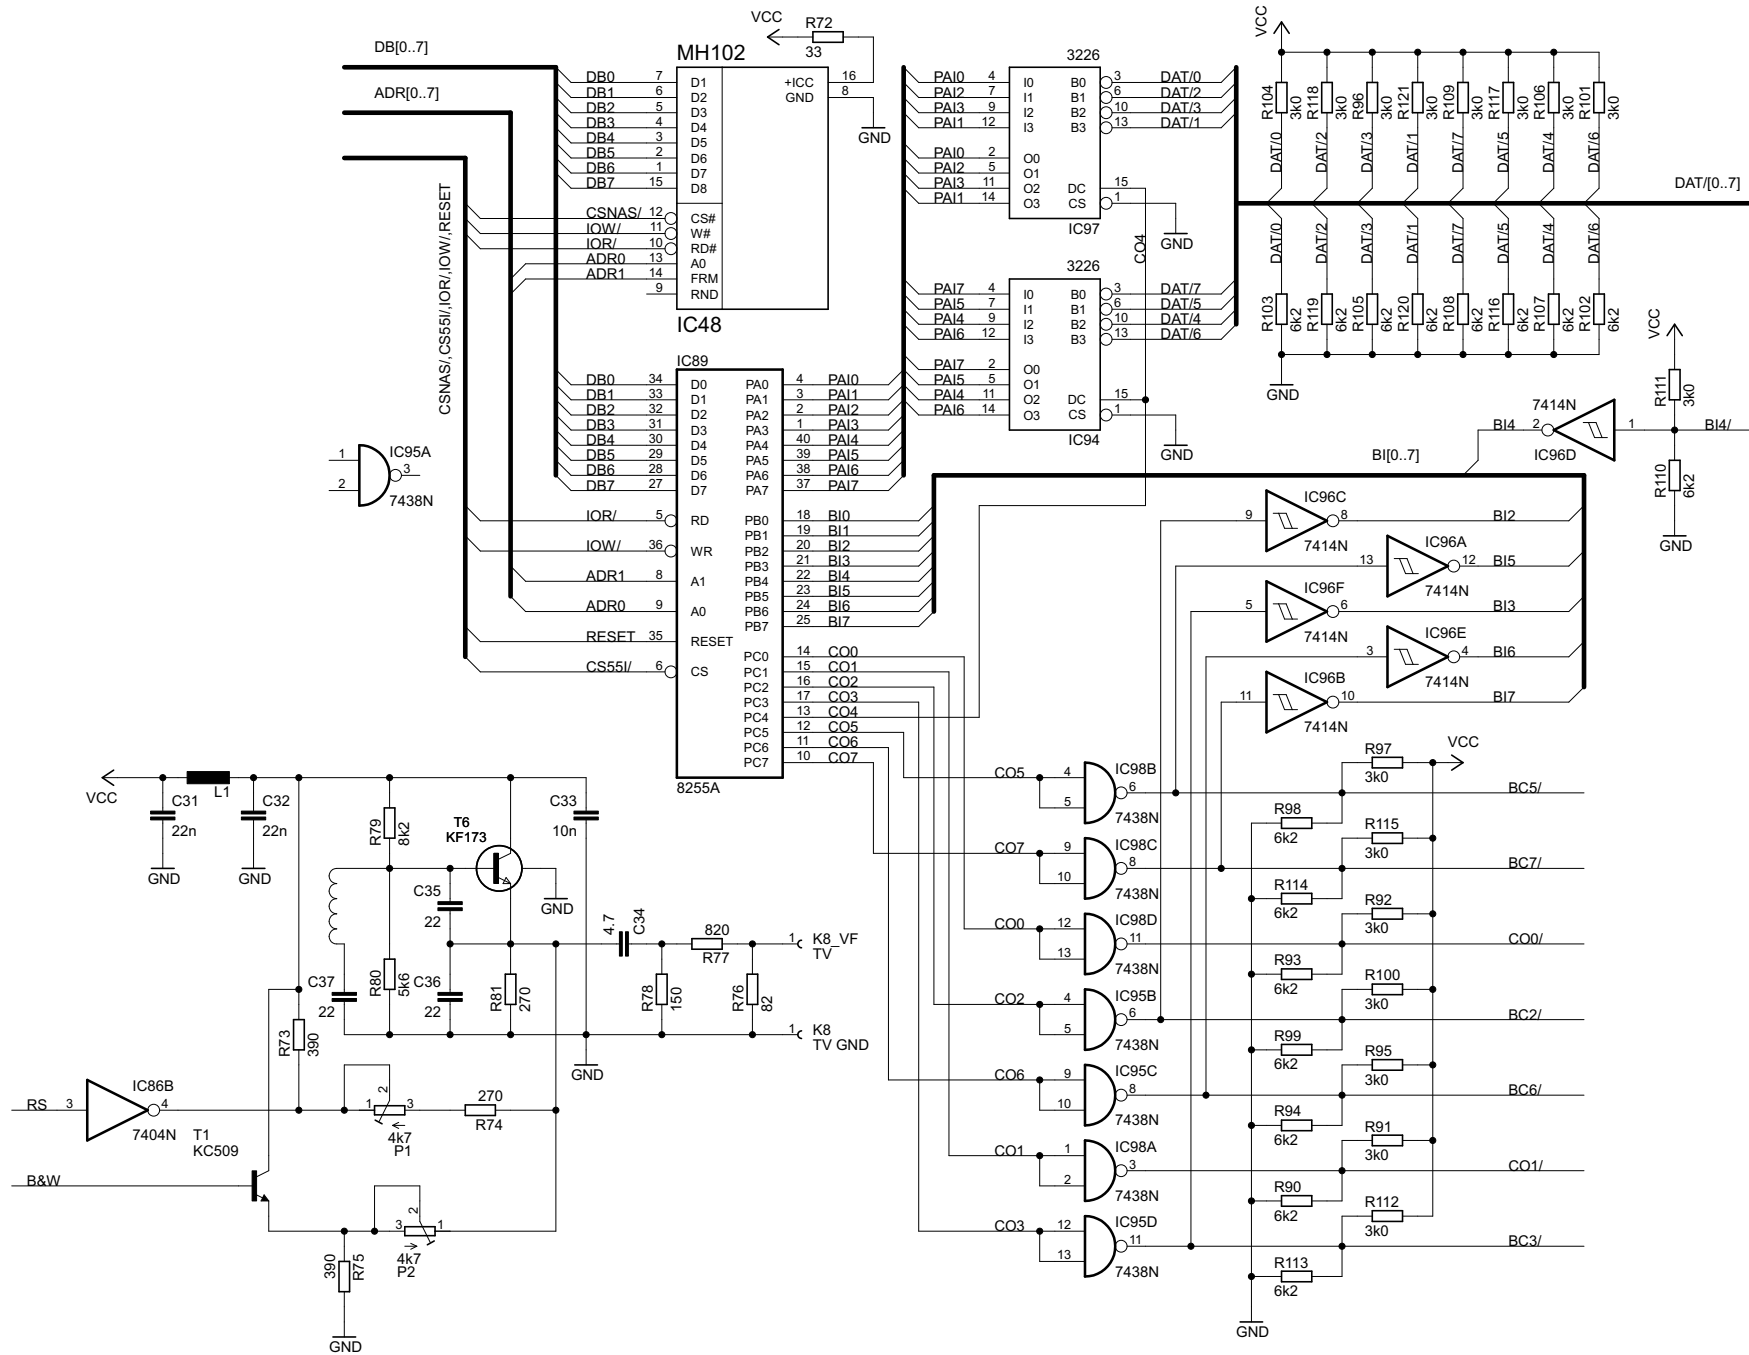 DB[0..7]
ADR[0..7]
CSNAS/,CS55I/,IOR/,IOW/,RESET
VCC
R72
33
MH102
DB0 7 D1
DB1 6 D2
DB2 5 D3
DB3 4 D4
DB4 3 D5
DB5 2 D6
DB6 1 D7
DB7 15 D8
CSNAS/ 12 CS#
IOW/ 11 W#
IOR/ 10 RD#
ADR0 13 A0
ADR1 14 FRM
9 RND
+ICC 16
GND 8
GND
IC48
3226
PAI0 4 I0 B0 3 DAT/0
PAI2 7 I1 B1 6 DAT/2
PAI3 9 I2 B2 10 DAT/3
PAI1 12 I3 B3 13 DAT/1
PAI0 2 O0
PAI2 5 O1
PAI3 11 O2 DC 15
PAI1 14 O3 CS 1
IC97
GND
CO4
3226
PAI7 4 I0 B0 3 DAT/7
PAI5 7 I1 B1 6 DAT/5
PAI4 9 I2 B2 10 DAT/4
PAI6 12 I3 B3 13 DAT/6
PAI7 2 O0
PAI5 5 O1
PAI4 11 O2 DC 15
PAI6 14 O3 CS 1
IC94
GND
VCC
R104 3k0
R118 3k0
R96 3k0
R121 3k0
R109 3k0
R117 3k0
R106 3k0
R101 3k0
DAT/0 DAT/2 DAT/3 DAT/1 DAT/7 DAT/5 DAT/4 DAT/6
DAT/[0..7]
DAT/0 DAT/2 DAT/3 DAT/1 DAT/7 DAT/5 DAT/4 DAT/6
R103 6k2
R119 6k2
R105 6k2
R120 6k2
R108 6k2
R116 6k2
R107 6k2
R102 6k2
GND
VCC
R111 3k0
7414N
BI4 2 1 BI4/
IC96D
R110 6k2
GND
BI[0..7]
IC89
DB0 34 D0 PA0 4 PAI0
DB1 33 D1 PA1 3 PAI1
DB2 32 D2 PA2 2 PAI2
DB3 31 D3 PA3 1 PAI3
DB4 30 D4 PA4 40 PAI4
DB5 29 D5 PA5 39 PAI5
DB6 28 D6 PA6 38 PAI6
DB7 27 D7 PA7 37 PAI7
IOR/ 5 RD PB0 18 BI0
PB1 19 BI1
IOW/ 36 WR PB2 20 BI2
PB3 21 BI3
ADR1 8 A1 PB4 22 BI4
PB5 23 BI5
ADR0 9 A0 PB6 24 BI6
PB7 25 BI7
RESET 35 RESET
PC0 14 CO0
CS55I/ 6 CS PC1 15 CO1
PC2 16 CO2
PC3 17 CO3
PC4 13 CO4
PC5 12 CO5
PC6 11 CO6
PC7 10 CO7
8255A
IC95A
1
2
3
7438N
IC96C
9 8 BI2
7414N
IC96A
13 12 BI5
7414N
IC96F
5 6 BI3
7414N
IC96E
3 4 BI6
7414N
IC96B
11 10 BI7
7414N
VCC
R97
3k0
CO5 4 IC98B
5 6
7438N
BC5/
R98
6k2
R115
3k0
CO7 9 IC98C
10 8
7438N
BC7/
R114
6k2
R92
3k0
CO0 12 IC98D
13 11
7438N
CO0/
R93
6k2
R100
3k0
CO2 4 IC95B
5 6
7438N
BC2/
R99
6k2
R95
3k0
CO6 9 IC95C
10 8
7438N
BC6/
R94
6k2
R91
3k0
CO1 1 IC98A
2 3
7438N
CO1/
R90
6k2
R112
3k0
CO3 12 IC95D
13 11
7438N
BC3/
R113
6k2
GND
VCC
C31
22n
GND
L1
C32
22n
GND
R79
8k2
T6
KF173
GND
C33
10n
C35
22
C37
22
R80
5k6
C36
22
R81
270
4.7
C34
R78
150
820
R77
R76
82
1 K8_VF
TV
1 K8
TV GND
GND
R73
390
RS 3 IC86B 4
7404N
1 2 3
4k7
P1
270
R74
T1
KC509
B&W
3 2 1
4k7
P2
390
R75
GND